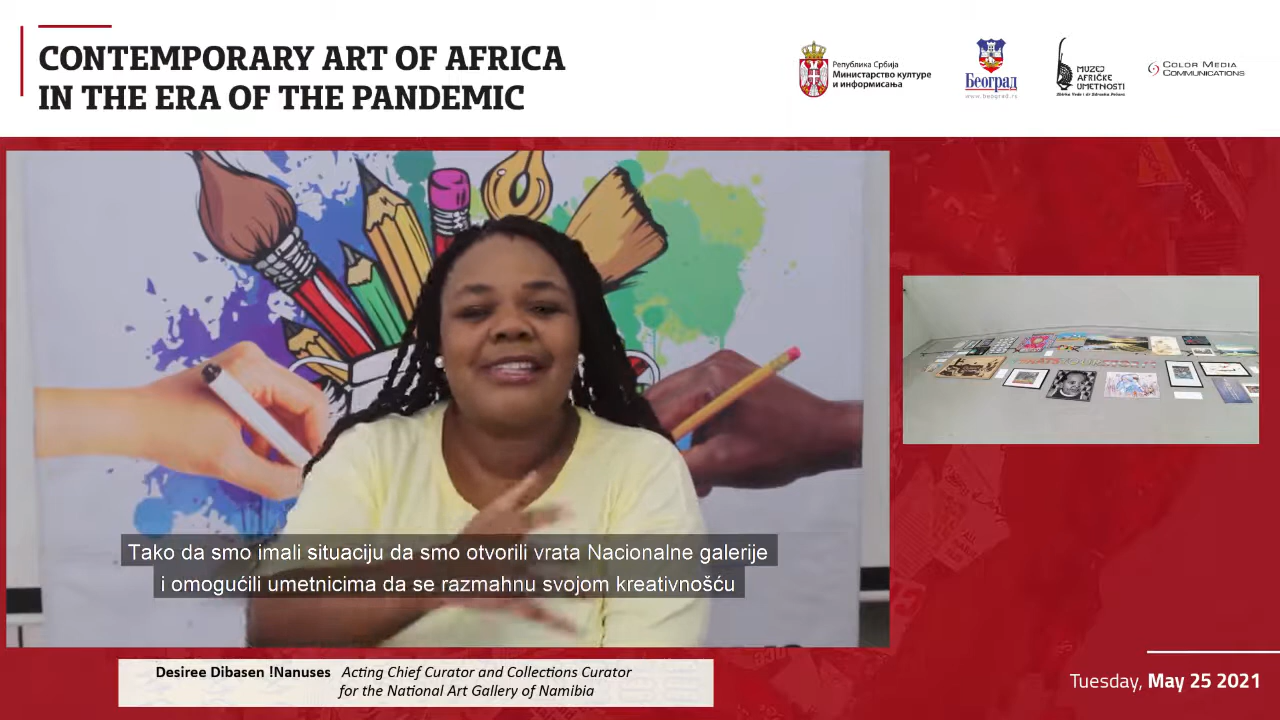 CONTEMPORARY ART OF AFRICA
IN THE ERA OF THE PANDEMIC
Република Србија
Министарство културе
и информисања
Београд
www.beograd.rs
MUZEJ
AFRIČKE
UMETNOSTI
COLOR MEDIA
COMMUNICATIONS
Tako da smo imali situaciju da smo otvorili vrata Nacionalne galerije
i omogućili umetnicima da se razmahnu svojom kreativnošću
Desiree Dibasen !Nanuses Acting Chief Curator and Collections Curator
for the National Art Gallery of Namibia
Tuesday, May 25 2021